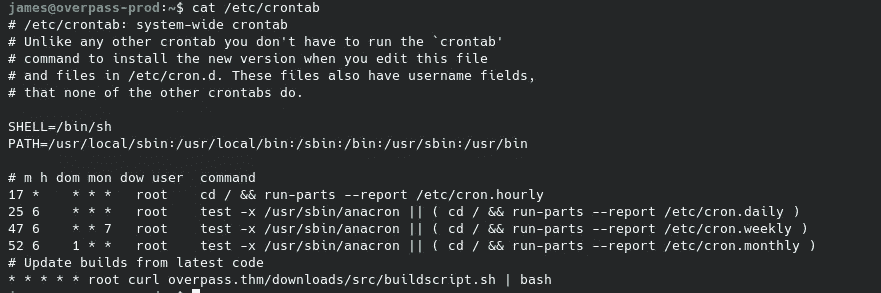 james@overpass-prod:~$ cat /etc/crontab
# /etc/crontab: system-wide crontab
# Unlike any other crontab you don't have to run the `crontab'
# command to install the new version when you edit this file
# and files in /etc/cron.d. These files also have username fields,
# that none of the other crontabs do.

SHELL=/bin/sh
PATH=/usr/local/sbin:/usr/local/bin:/sbin:/bin:/usr/sbin:/usr/bin

# m h dom mon dow user  command
17 *    * * *   root    cd / && run-parts --report /etc/cron.hourly
25 6    * * *   root    test -x /usr/sbin/anacron || ( cd / && run-parts --report /etc/cron.daily )
47 6    * * 7   root    test -x /usr/sbin/anacron || ( cd / && run-parts --report /etc/cron.weekly )
52 6    1 * *   root    test -x /usr/sbin/anacron || ( cd / && run-parts --report /etc/cron.monthly )
# Update builds from latest code
* * * * * root curl overpass.thm/downloads/src/buildscript.sh | bash